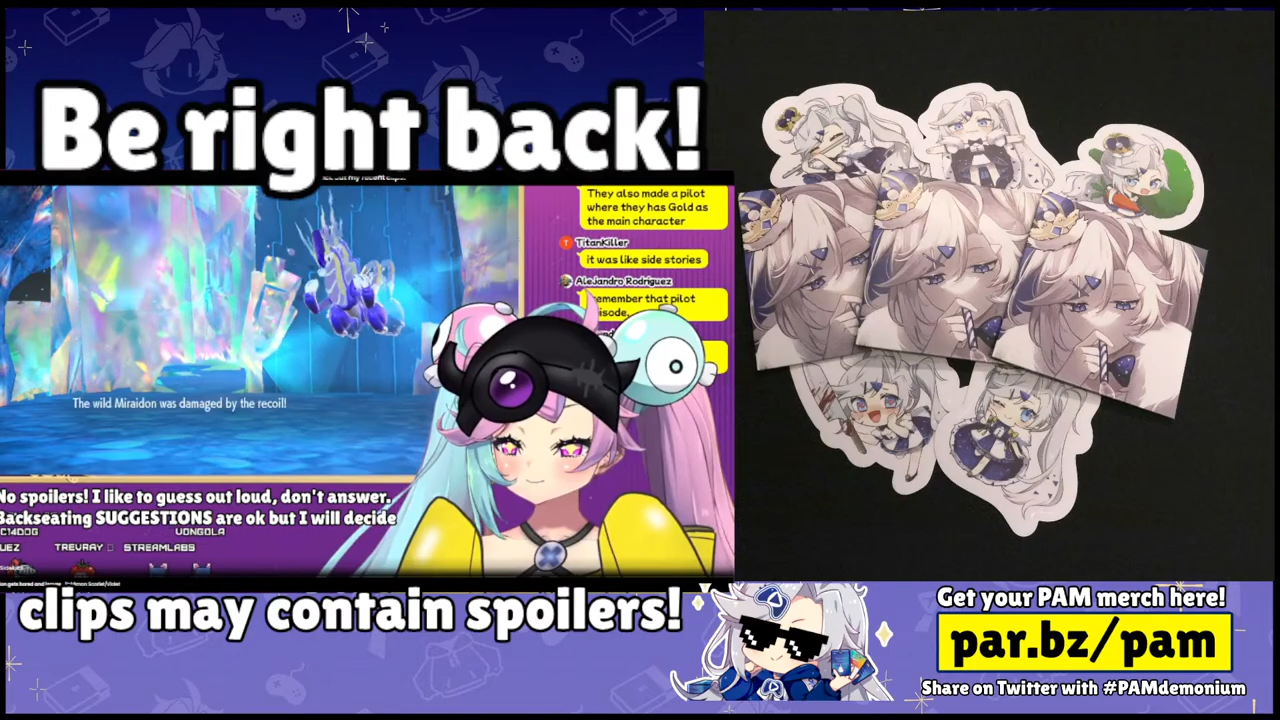 Be right back!
They also made a pilot
where they has Gold as
the main character
TitanKiller
it was like side stories
Alejandro Rodriguez
remember that pilot
The wild Miraidon was damaged by the recoil!
No spoilers! I like to guess out loud, don't answer.
Backseating SUGGESTIONS are ok but I will decide
VONGOLA
TREVRAY
STREAMLABS
clips may contain spoilers!
Get your PAM merch here!
par.bz/pam
Share on Twitter with #PAMdemonium